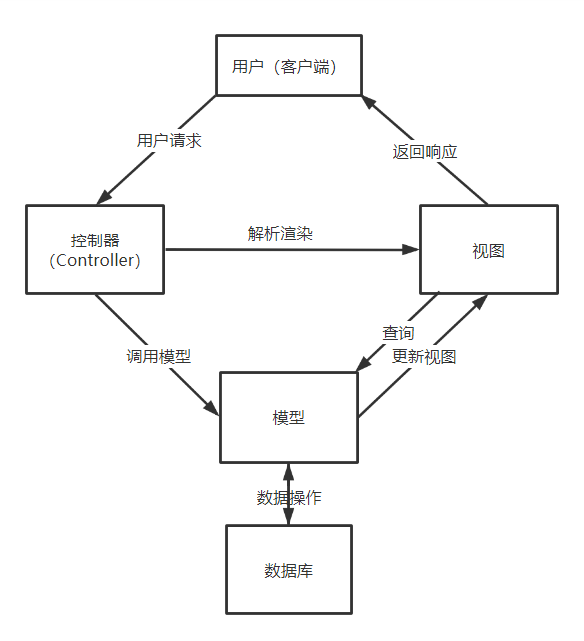 用户（客户端）
用户请求
返回响应
控制器
（Controller）
解析渲染
视图
查询
调用模型
更新视图
模型
数据操作
数据库